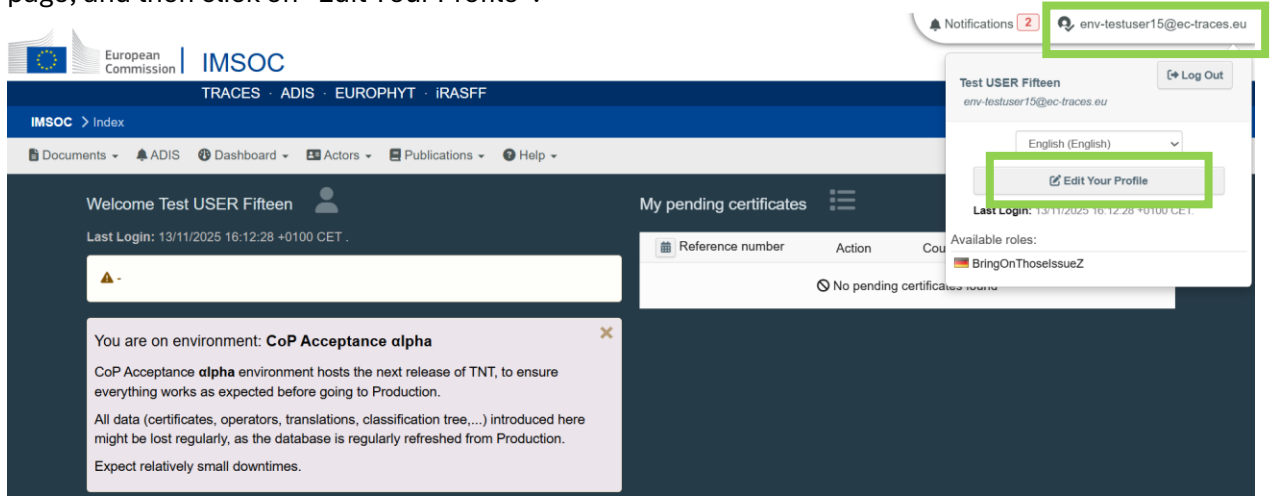 page, and then click on "Edit Your Profile".
Notifications 2 env-testuser15@ec-traces.eu
European
Commission
IMSOC
TRACES · ADIS · EUROPHYT · iRASFF
IMSOC > Index
Documents ADIS Dashboard Actors Publications Help
Test USER Fifteen
Log Out
env-testuser15@ec-traces.eu
English (English)
Edit Your Profile
Last Login: 13/11/2025 16:12:28 +0100 CET.
Available roles:
BringOnThoseIssueZ
Welcome Test USER Fifteen
Last Login: 13/11/2025 16:12:28 +0100 CET .
-
You are on environment: CoP Acceptance αlpha
CoP Acceptance αlpha environment hosts the next release of TNT, to ensure
everything works as expected before going to Production.
All data (certificates, operators, translations, classification tree,...) introduced here
might be lost regularly, as the database is regularly refreshed from Production.
Expect relatively small downtimes.
My pending certificates
Reference number Action Cou
No pending certificates found